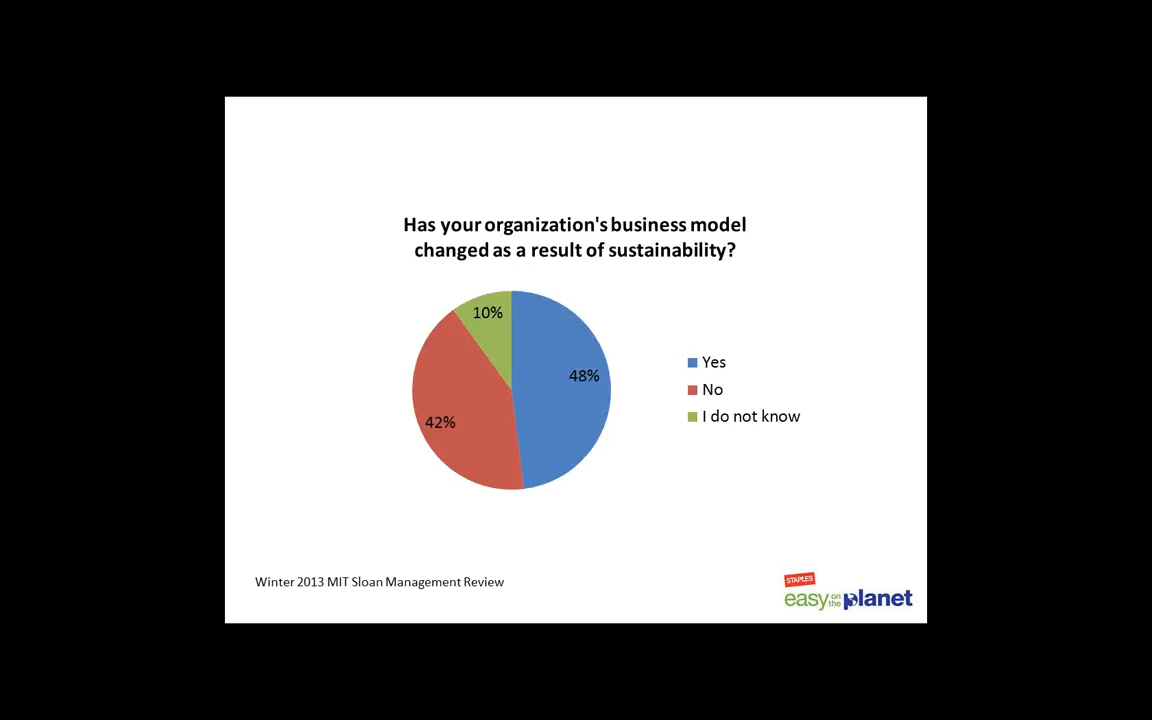 Has your organization's business model
changed as a result of sustainability?
10%
48%
42%
Yes
No
I do not know
Winter 2013 MIT Sloan Management Review
STAPLES
easy on the planet